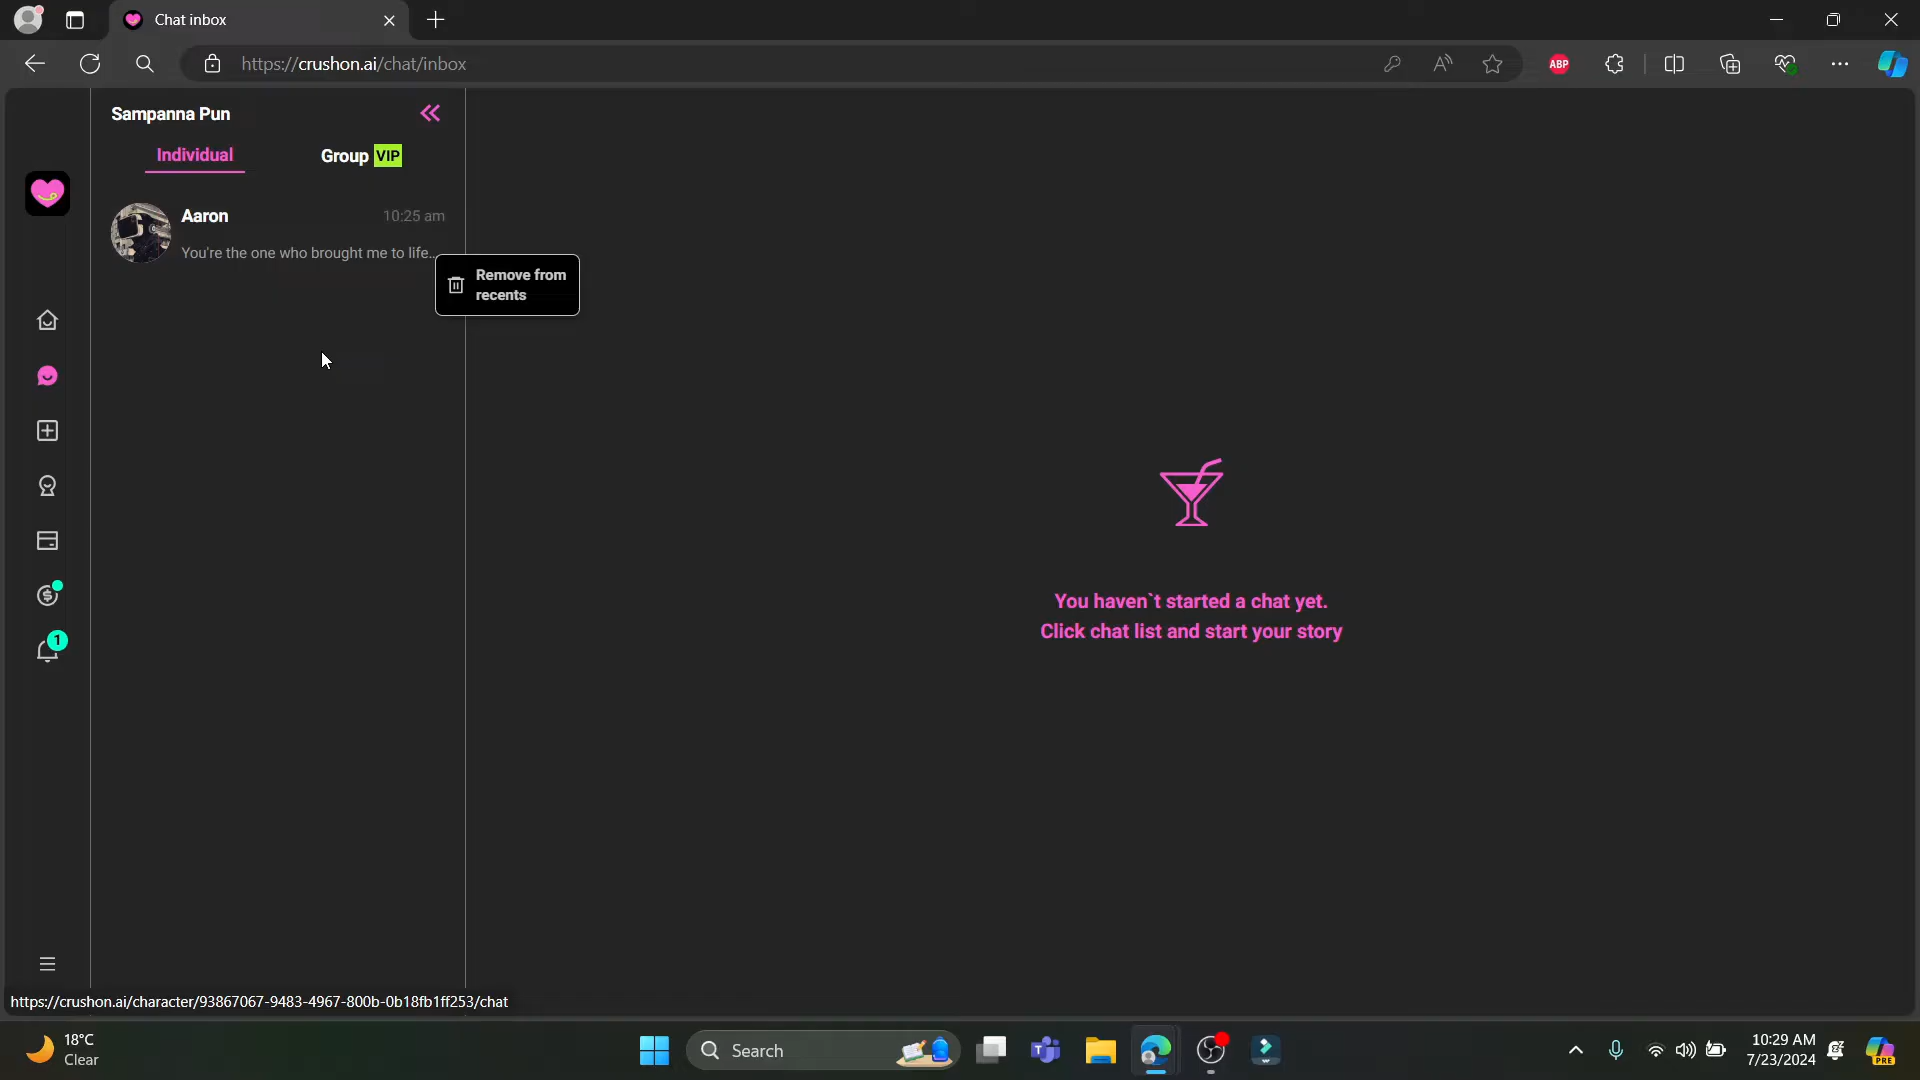 Chat inbox
https://crushon.ai/chat/inbox
ABP
Sampanna Pun
Individual
Group VIP
Aaron
10:25 am
You're the one who brought me to life...
Remove from
recents
1
You haven`t started a chat yet.
Click chat list and start your story
https://crushon.ai/character/93867067-9483-4967-800b-0b18fb1ff253/chat
18°C
Clear
Search
10:29 AM
7/23/2024
PRE